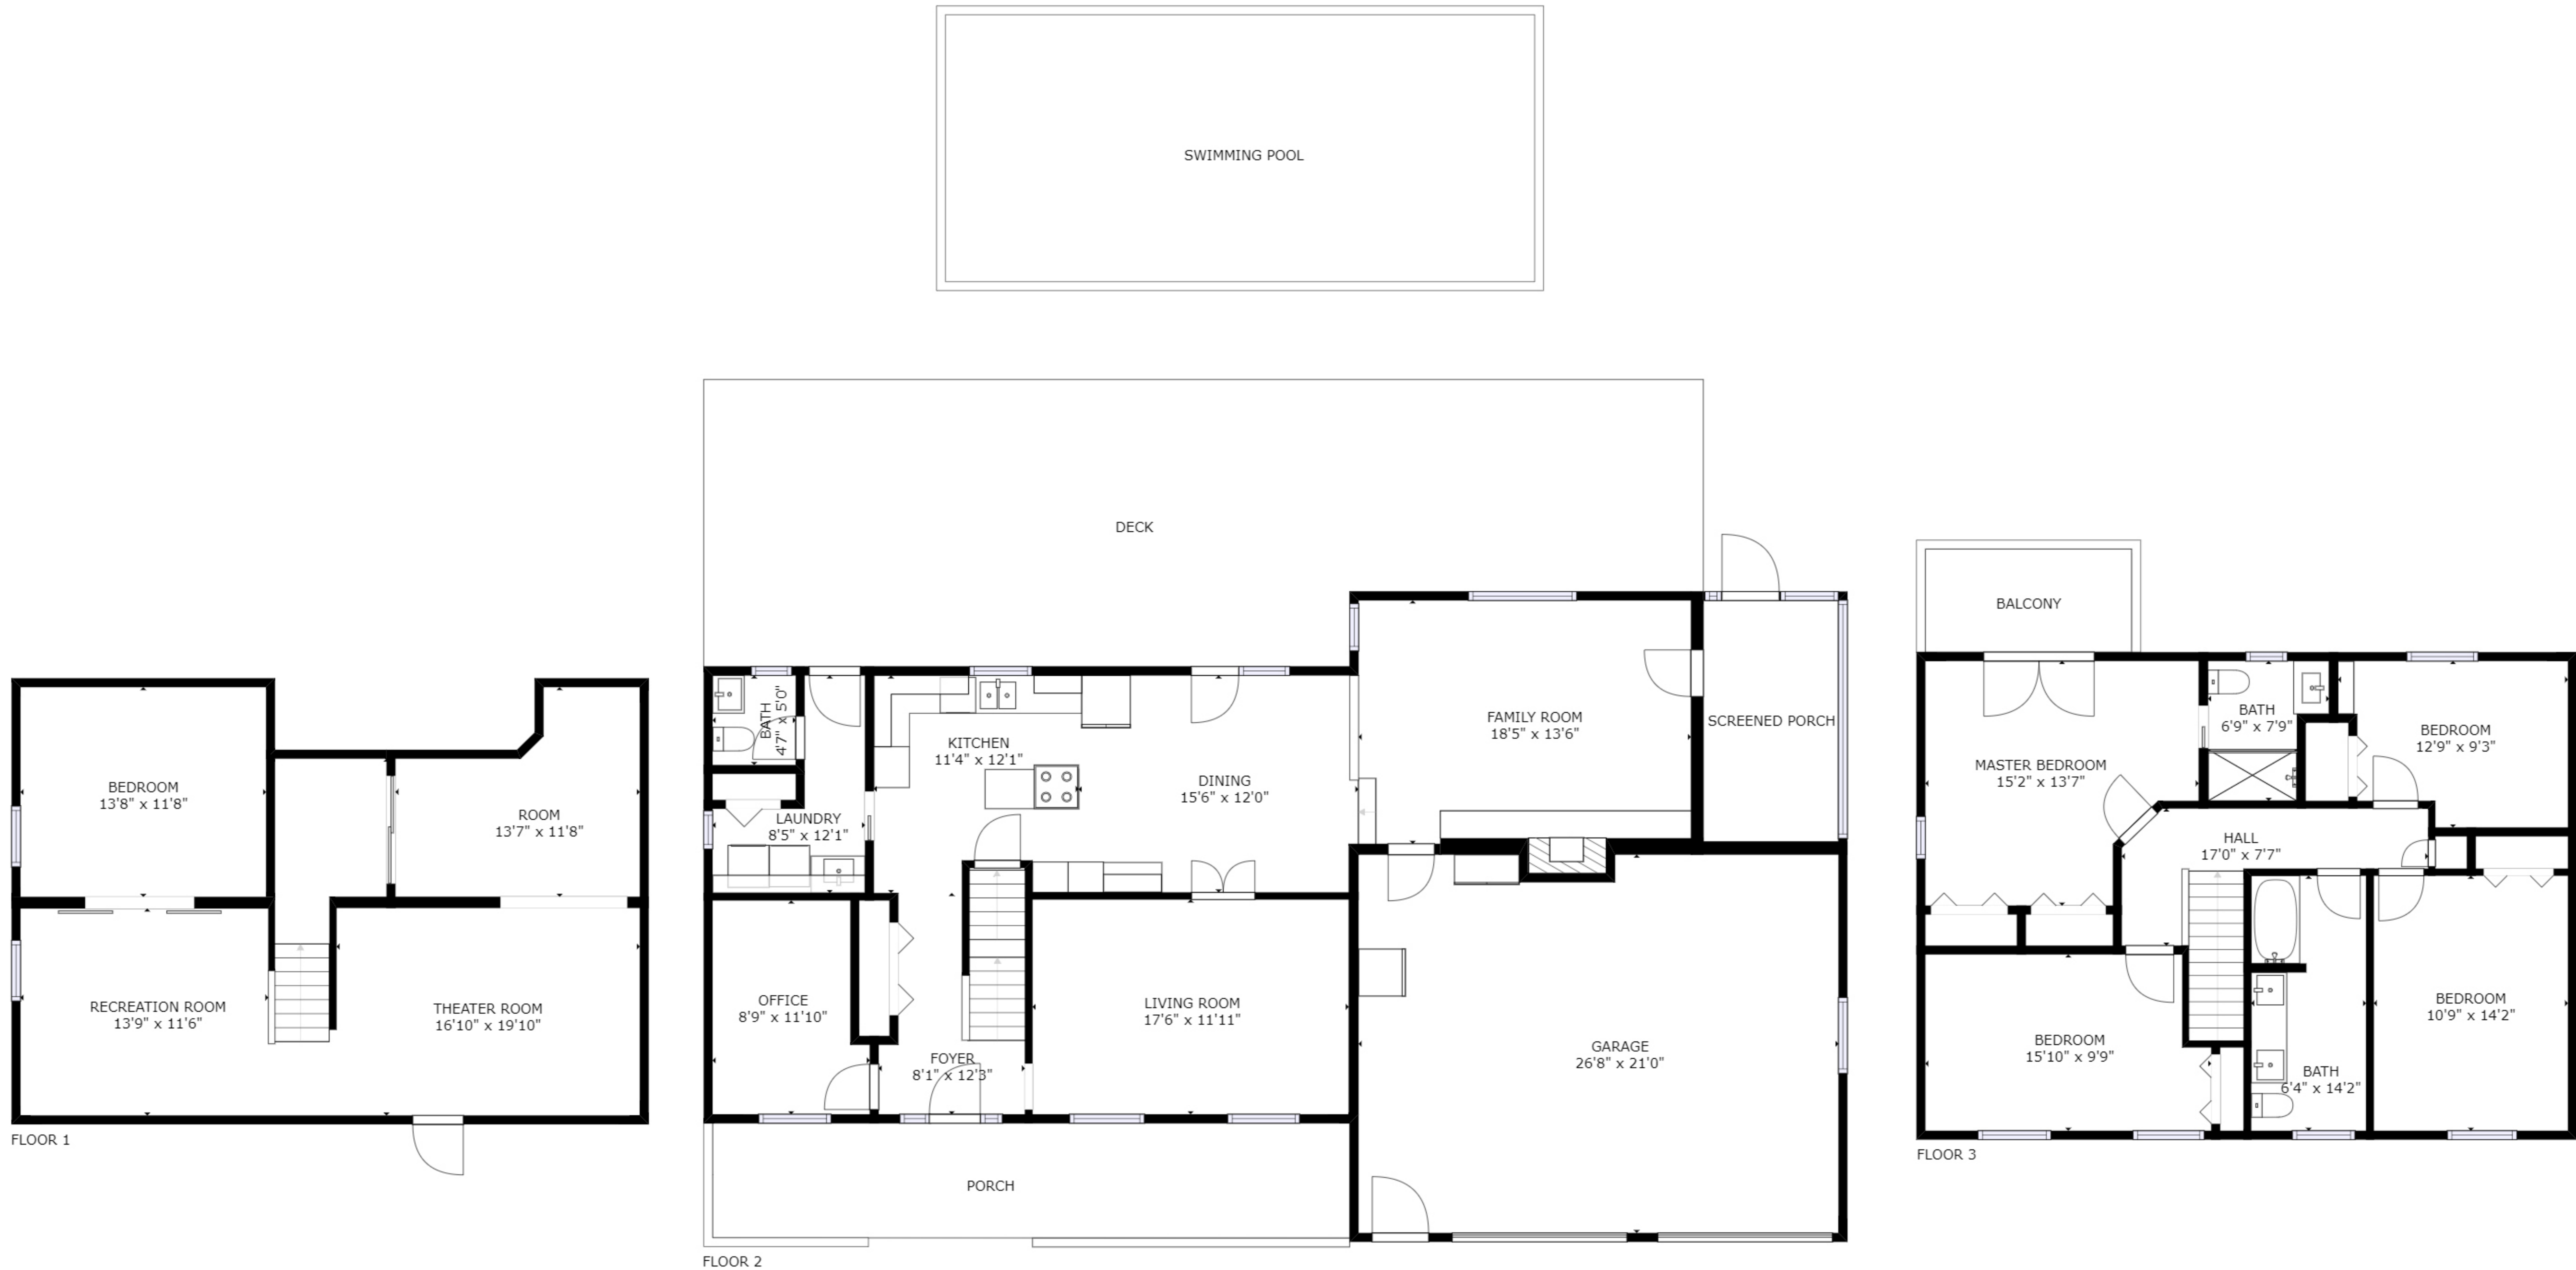 SWIMMING POOL
DECK
BEDROOM
13'8" x 11'8"
ROOM
13'7" x 11'8"
RECREATION ROOM
13'9" x 11'6"
THEATER ROOM
16'10" x 19'10"
FLOOR 1
BATH
4'7" x 5'0"
KITCHEN
11'4" x 12'1"
DINING
15'6" x 12'0"
FAMILY ROOM
18'5" x 13'6"
SCREENED PORCH
LAUNDRY
8'5" x 12'1"
OFFICE
8'9" x 11'10"
FOYER
8'1" x 12'3"
LIVING ROOM
17'6" x 11'11"
GARAGE
26'8" x 21'0"
PORCH
FLOOR 2
BALCONY
MASTER BEDROOM
15'2" x 13'7"
BATH
6'9" x 7'9"
BEDROOM
12'9" x 9'3"
HALL
17'0" x 7'7"
BEDROOM
15'10" x 9'9"
BATH
6'4" x 14'2"
BEDROOM
10'9" x 14'2"
FLOOR 3